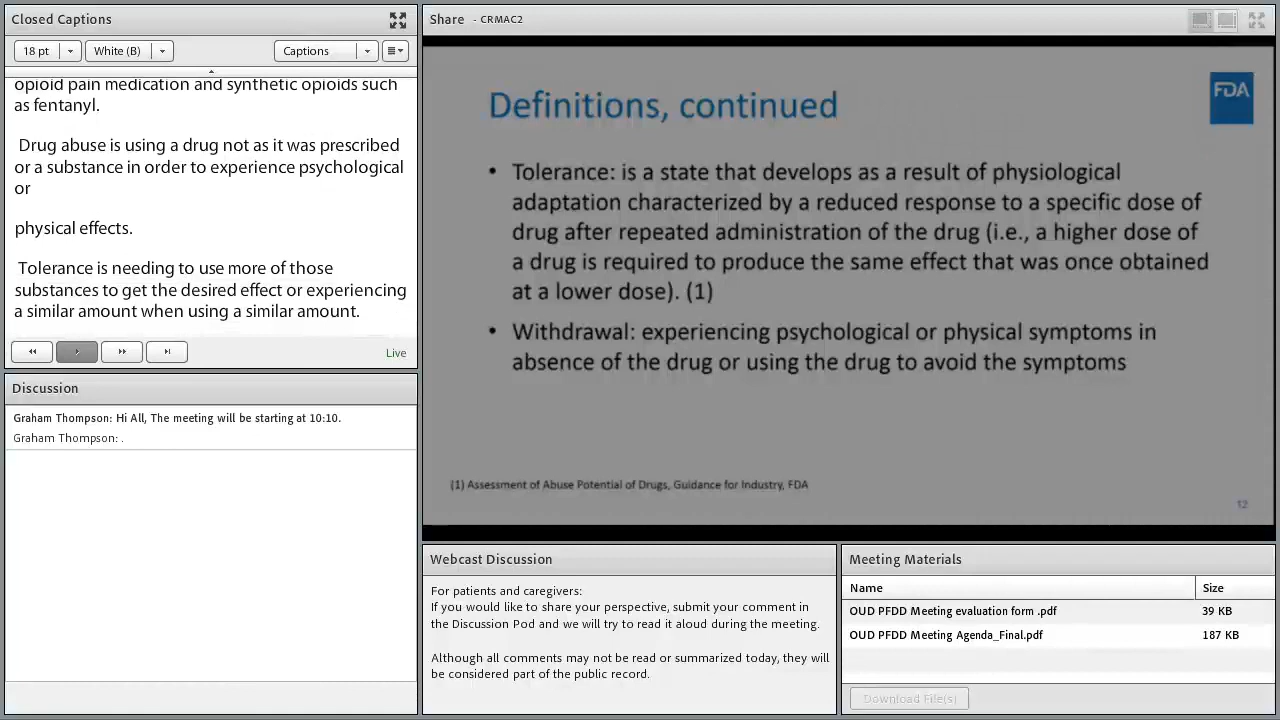 Closed Captions
18 pt
White (B)
Captions
opioid pain medication and synthetic opioids such
as fentanyl.
Drug abuse is using a drug not as it was prescribed
or a substance in order to experience psychological
or
physical effects.
Tolerance is needing to use more of those
substances to get the desired effect or experiencing
a similar amount when using a similar amount.
Live
Discussion
Graham Thompson: Hi All, The meeting will be starting at 10:10.
Graham Thompson: .
Share - CRMAC2
Definitions, continued
FDA
• Tolerance: is a state that develops as a result of physiological
adaptation characterized by a reduced response to a specific dose of
drug after repeated administration of the drug (i.e., a higher dose of
a drug is required to produce the same effect that was once obtained
at a lower dose). (1)
• Withdrawal: experiencing psychological or physical symptoms in
absence of the drug or using the drug to avoid the symptoms
(1) Assessment of Abuse Potential of Drugs, Guidance for Industry, FDA
12
Webcast Discussion
For patients and caregivers:
If you would like to share your perspective, submit your comment in
the Discussion Pod and we will try to read it aloud during the meeting.
Although all comments may not be read or summarized today, they will
be considered part of the public record.
Meeting Materials
Name Size
OUD PFDD Meeting evaluation form .pdf 39 KB
OUD PFDD Meeting Agenda_Final.pdf 187 KB
Download File(s)